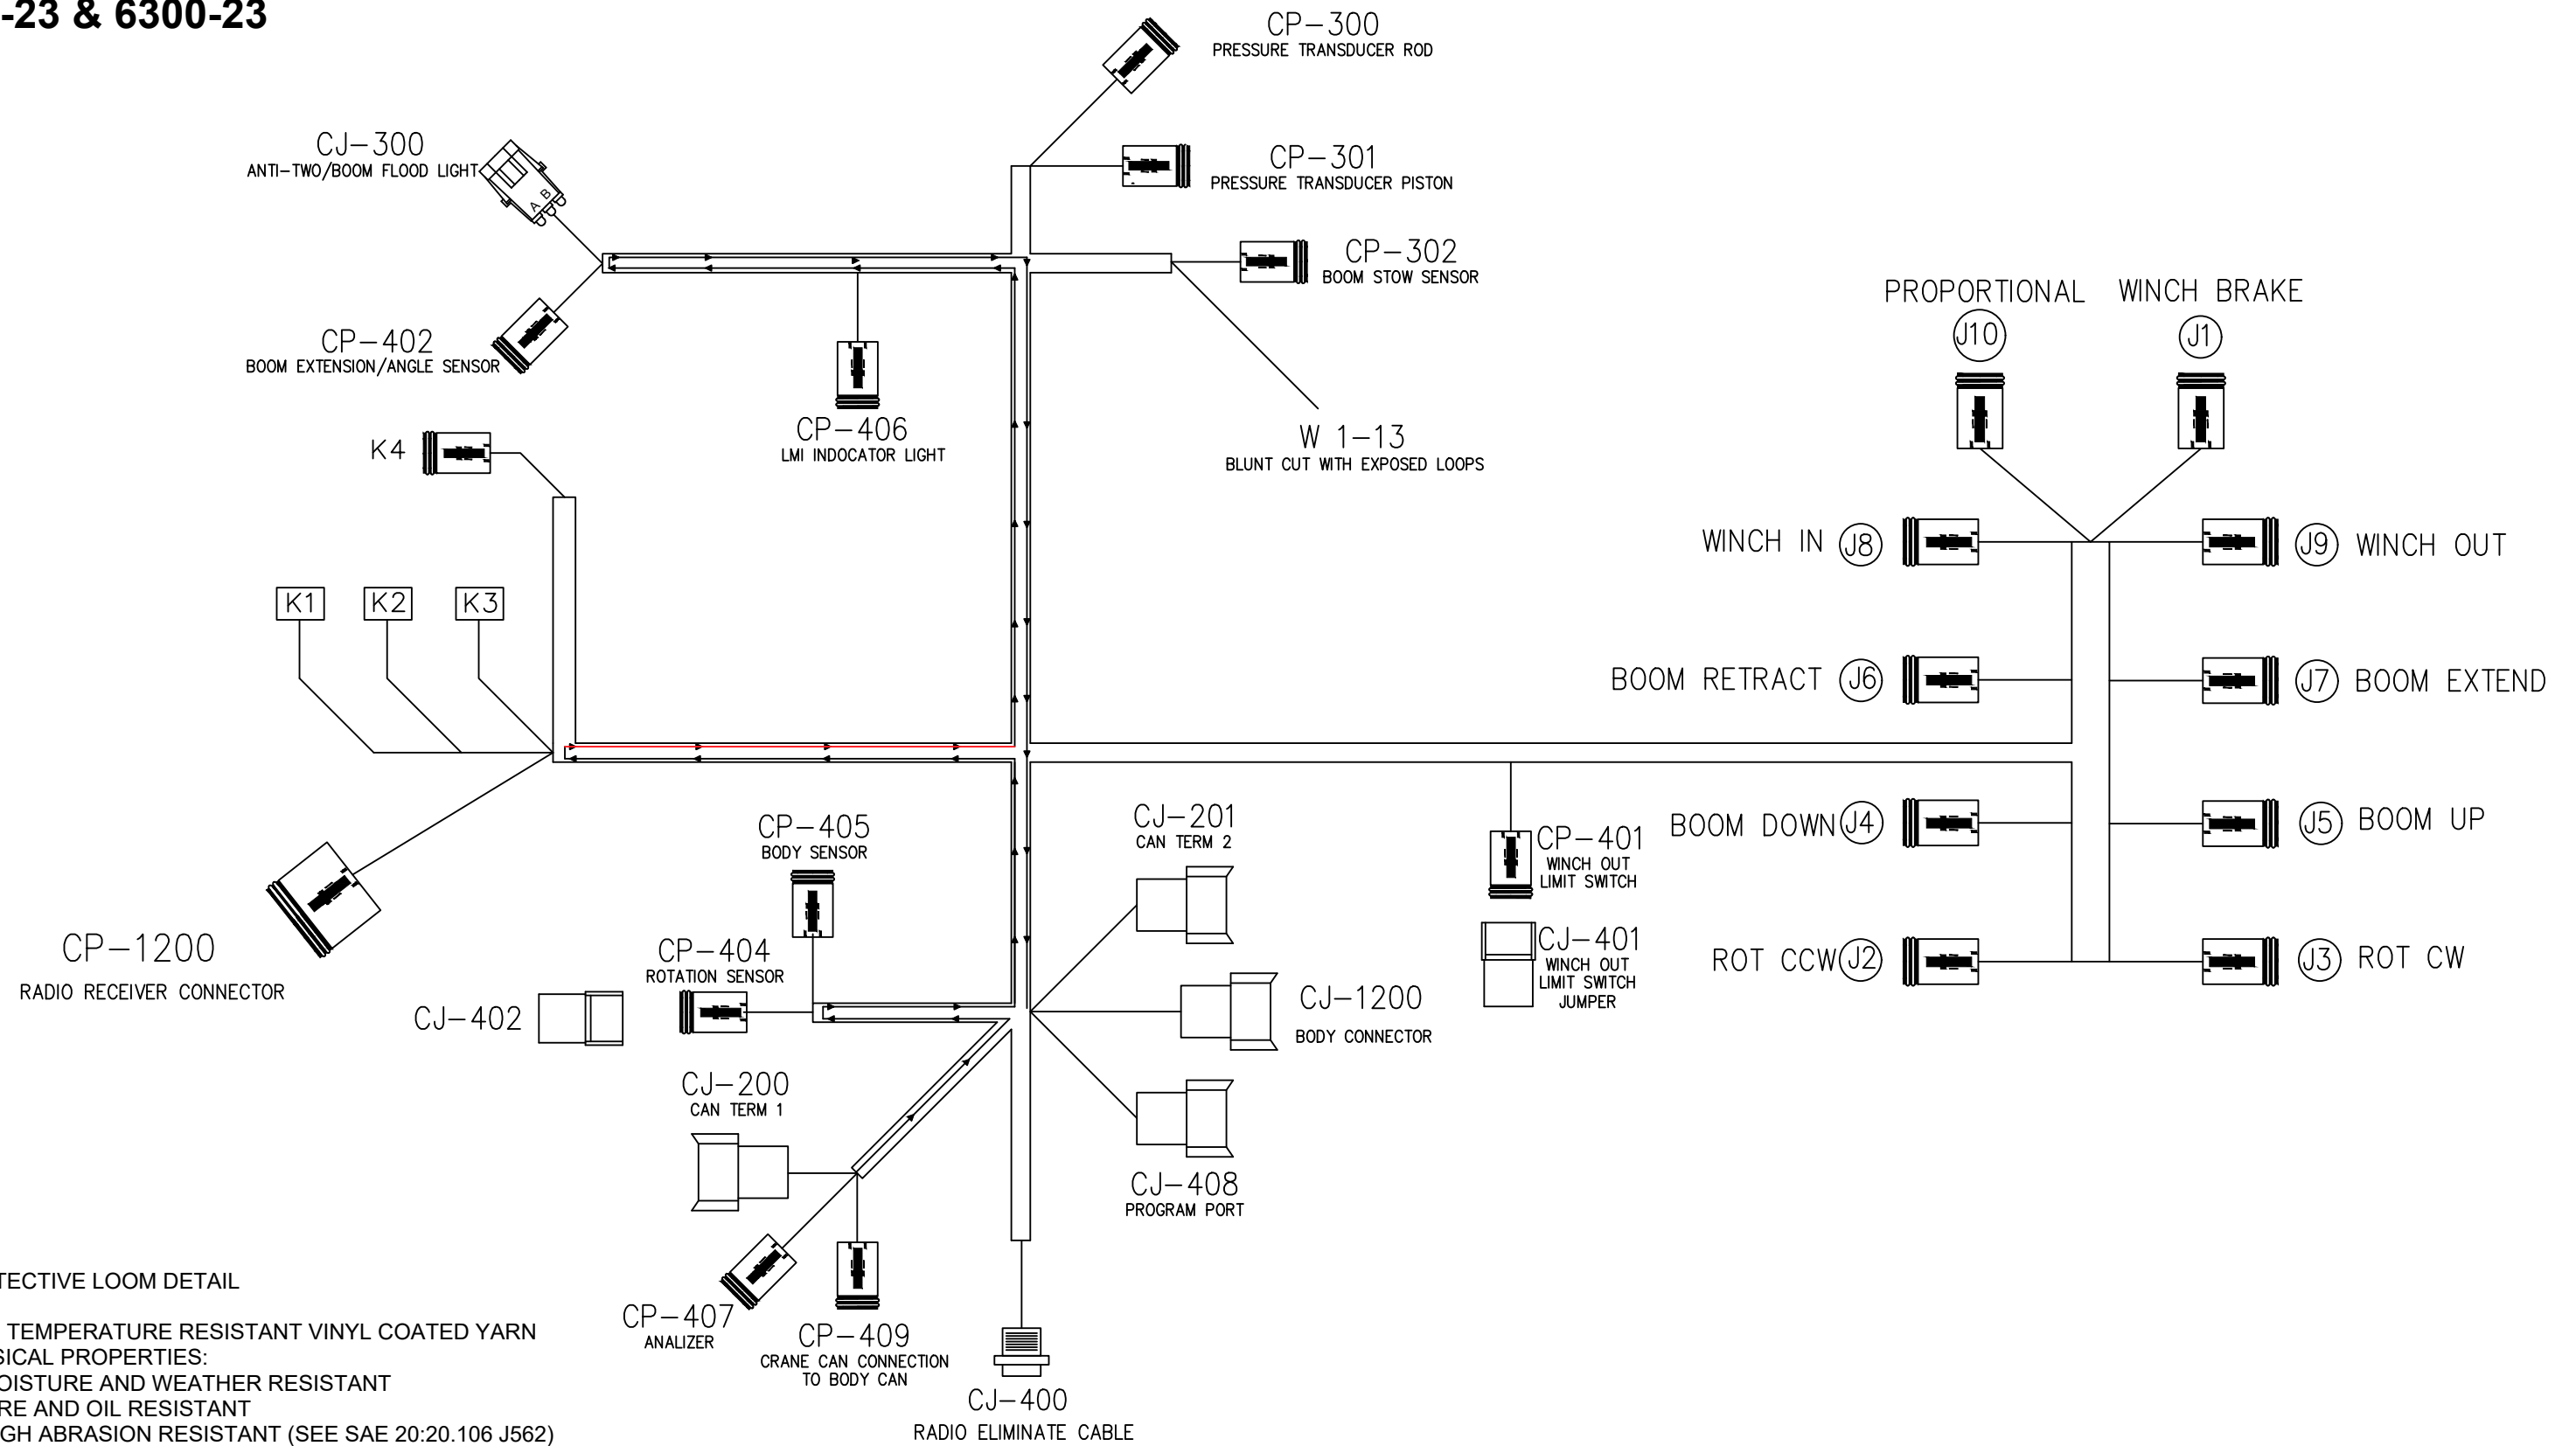 -23 & 6300-23
CP-300
PRESSURE TRANSDUCER ROD
CJ-300
ANTI-TWO/BOOM FLOOD LIGHT
A B
CP-301
PRESSURE TRANSDUCER PISTON
CP-302
BOOM STOW SENSOR
CP-402
BOOM EXTENSION/ANGLE SENSOR
CP-406
LMI INDOCATOR LIGHT
W 1-13
BLUNT CUT WITH EXPOSED LOOPS
K4
K1
K2
K3
PROPORTIONAL
J10
WINCH BRAKE
J1
WINCH IN J8
J9 WINCH OUT
BOOM RETRACT J6
J7 BOOM EXTEND
BOOM DOWN J4
J5 BOOM UP
ROT CCW J2
J3 ROT CW
CP-1200
RADIO RECEIVER CONNECTOR
CP-405
BODY SENSOR
CP-404
ROTATION SENSOR
CJ-402
CJ-201
CAN TERM 2
CP-401
WINCH OUT
LIMIT SWITCH
CJ-401
WINCH OUT
LIMIT SWITCH
JUMPER
CJ-1200
BODY CONNECTOR
CJ-200
CAN TERM 1
CJ-408
PROGRAM PORT
CP-407
ANALIZER
CP-409
CRANE CAN CONNECTION
TO BODY CAN
CJ-400
RADIO ELIMINATE CABLE
TECTIVE LOOM DETAIL
TEMPERATURE RESISTANT VINYL COATED YARN
SICAL PROPERTIES:
OISTURE AND WEATHER RESISTANT
RE AND OIL RESISTANT
GH ABRASION RESISTANT (SEE SAE 20:20.106 J562)